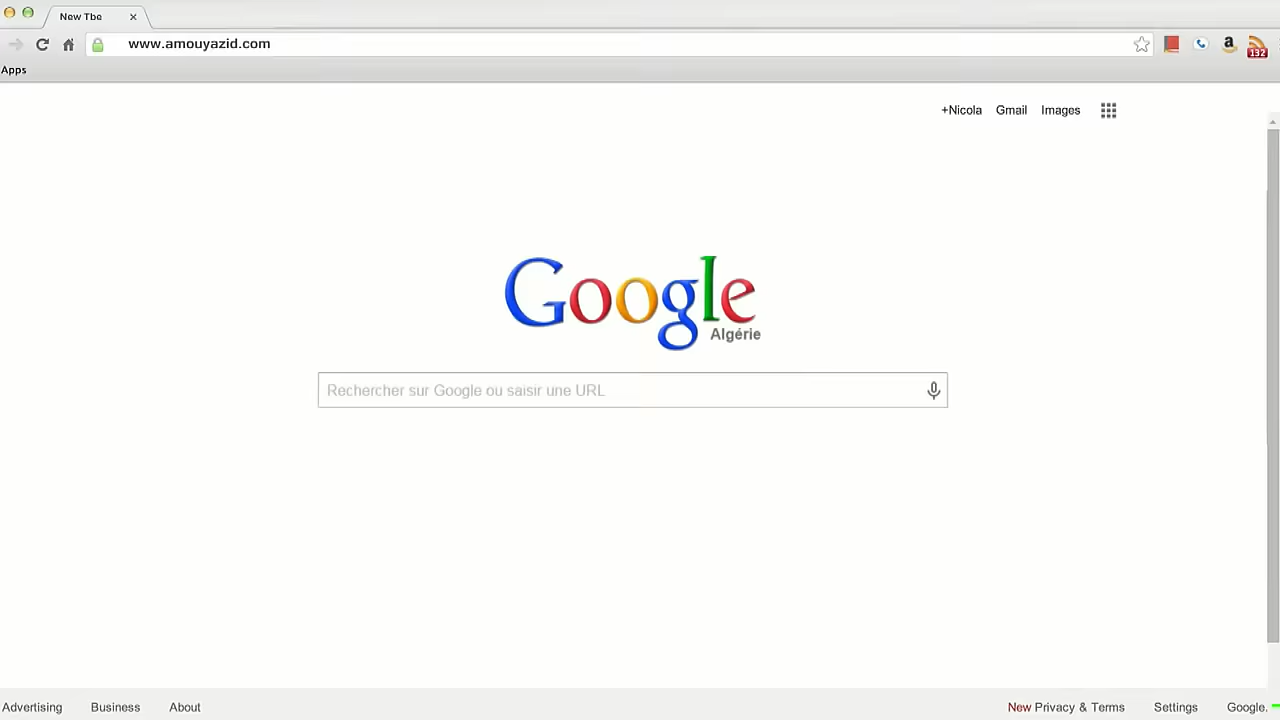 New Tbe
www.amouyazid.com
132
Apps
+Nicola Gmail Images
Google
Algérie
Rechercher sur Google ou saisir une URL
Advertising Business About New Privacy & Terms Settings Google.